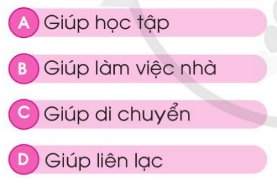 A Giúp học tập
B Giúp làm việc nhà
C Giúp di chuyển
D Giúp liên lạc